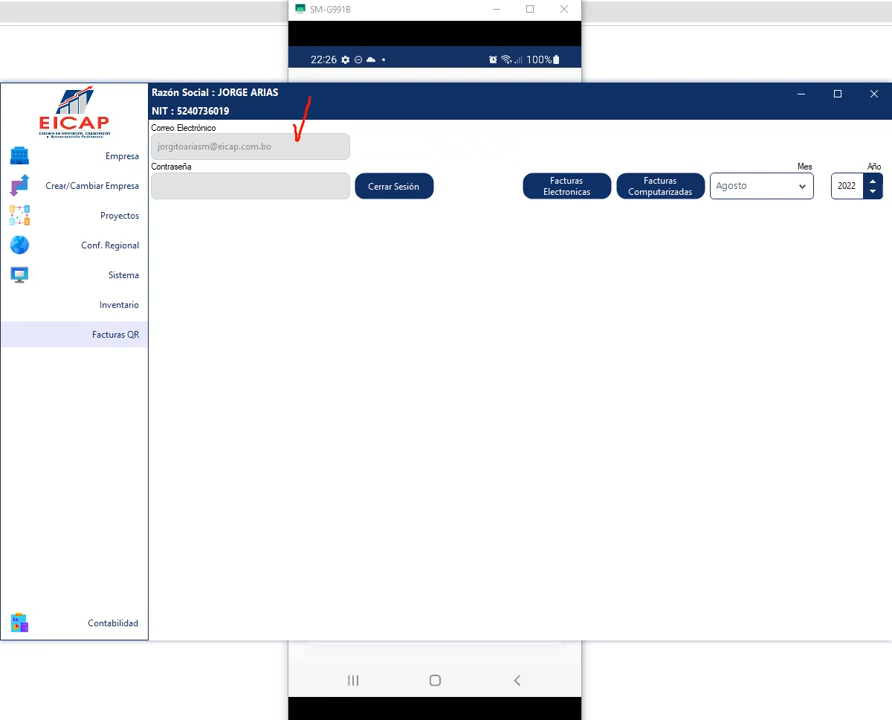 SM-G991B
22:26
100%
Razón Social : JORGE ARIAS
NIT : 5240736019
EICAP
Correo Electrónico
jorgitoariasm@eicap.com.bo
Contraseña
Cerrar Sesión
Facturas Electronicas
Facturas Computarizadas
Mes
Agosto
Año
2022
Empresa
Crear/Cambiar Empresa
Proyectos
Conf. Regional
Sistema
Inventario
Facturas QR
Contabilidad